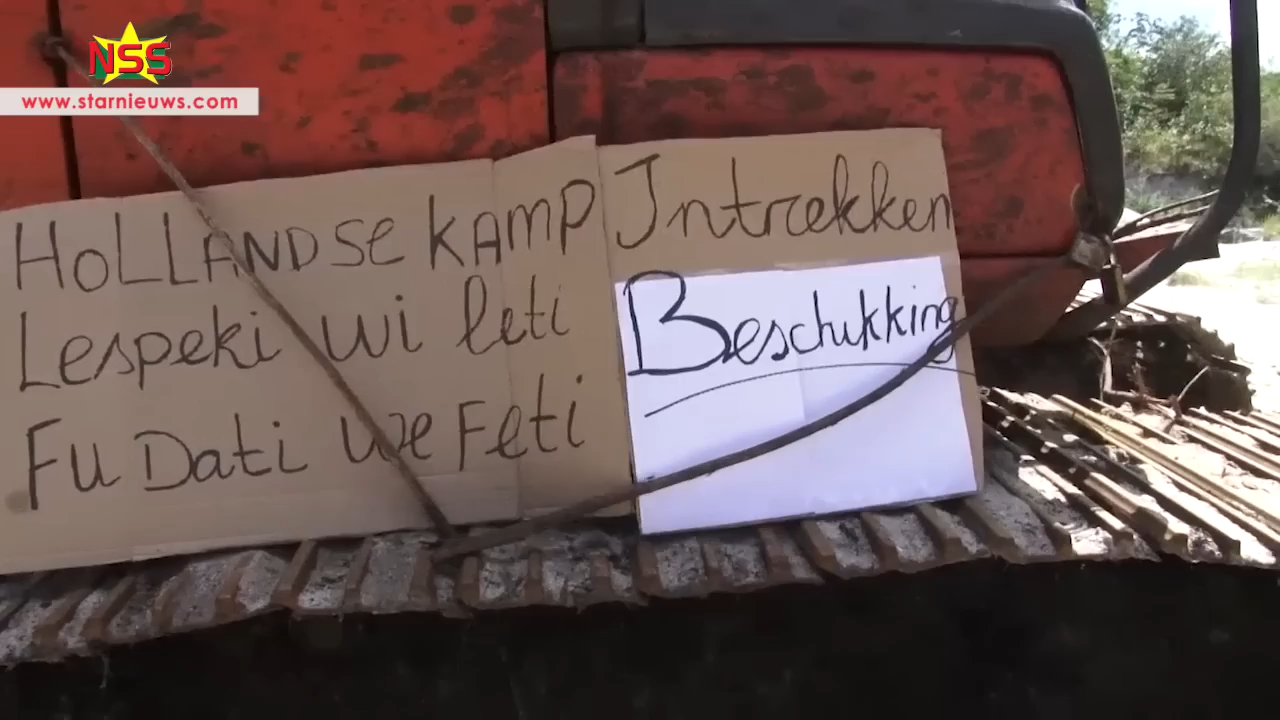 NSS
www.starnieuws.com
HOLLANDSE KAMP
Lespeki wi leti
Fu Dati we Feti
Intrekken
Beschikking